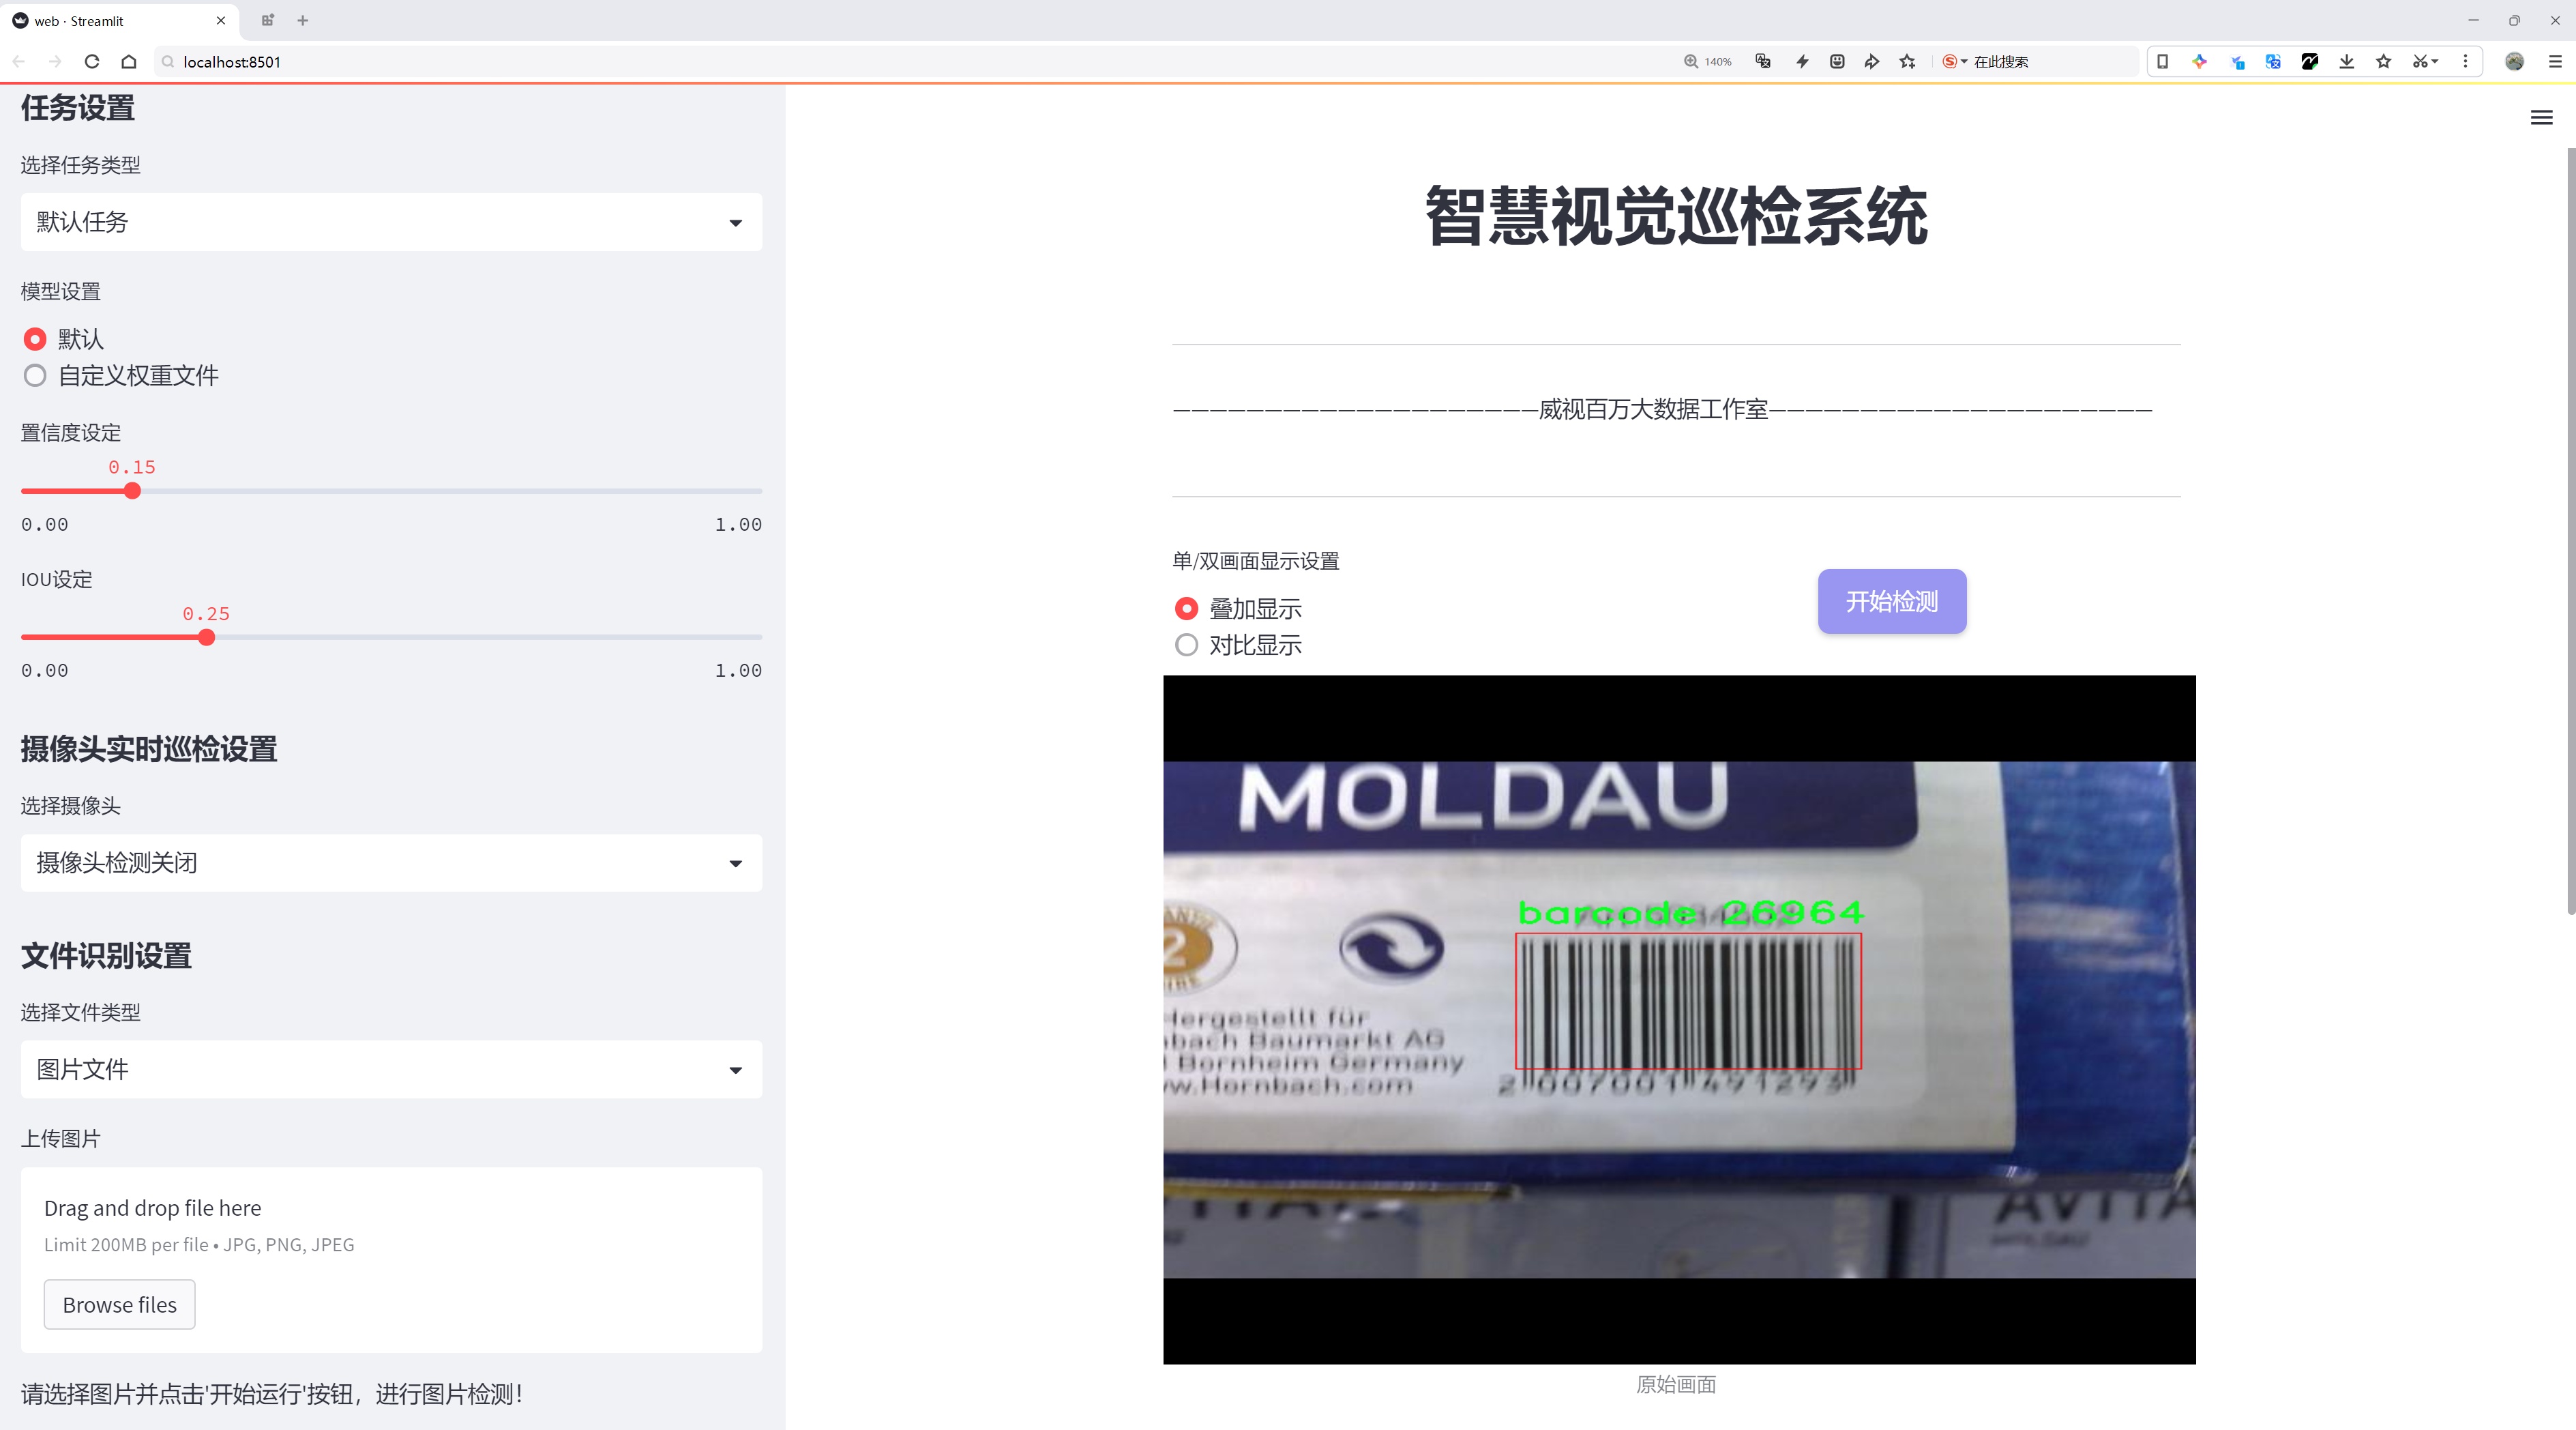 web · Streamlit
localhost:8501
140%
在此搜索
任务设置
选择任务类型
默认任务
模型设置
默认
自定义权重文件
置信度设定
0.15
0.00 1.00
IOU设定
0.25
0.00 1.00
摄像头实时巡检设置
选择摄像头
摄像头检测关闭
文件识别设置
选择文件类型
图片文件
上传图片
Drag and drop file here
Limit 200MB per file • JPG, PNG, JPEG
Browse files
请选择图片并点击'开始运行'按钮，进行图片检测！
智慧视觉巡检系统
————————————————————威视百万大数据工作室—————————————————————
单/双画面显示设置
叠加显示
对比显示
开始检测
MOLDAU
barcode 26964
2
Hergestellt für
nbach Baumarkt AG
Bornheim Germany
w.Hornbach.com
2 007001 491293
AVITA
原始画面